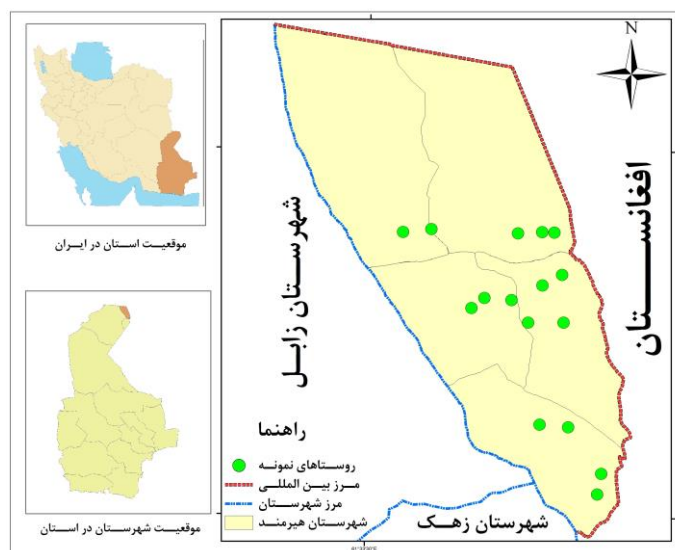 N
افغانســـتان
شهرستان زابل
موقعیت استان در ایران
موقعیت شهرستان در استان
راهنما
روستاهای نمونه
مرز بین المللی
مرز شهرستان
شهرستان هیرمند
شهرستان زهک